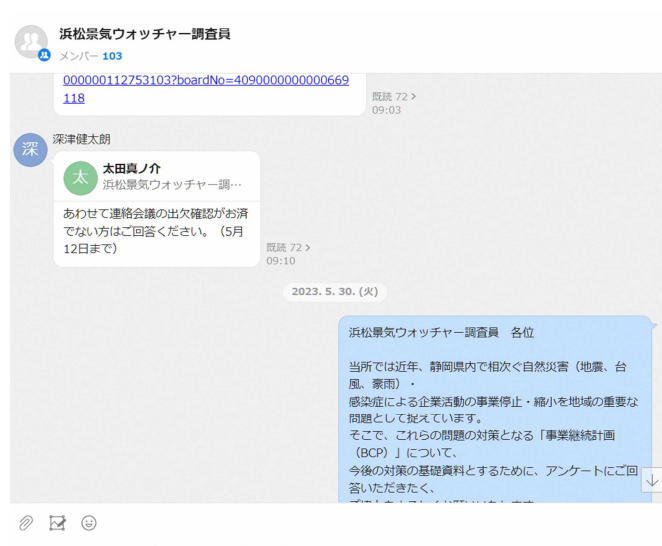 浜松景気ウォッチャー調査員
メンバー 103
000000112753103?boardNo=4090000000000669
118
既読 72 >
09:03
深
深津健太朗
太
太田真ノ介
浜松景気ウォッチャー調…
あわせて連絡会議の出欠確認がお済
でない方はご回答ください。（5月
12日まで）
既読 72 >
09:10
2023. 5. 30. (火)
浜松景気ウォッチャー調査員　各位
当所では近年、静岡県内で相次ぐ自然災害（地震、台
風、豪雨）・
感染症による企業活動の事業停止・縮小を地域の重要な
問題として捉えています。
そこで、これらの問題の対策となる「事業継続計画
（BCP）」について、
今後の対策の基礎資料とするために、アンケートにご回
答いただきたく、